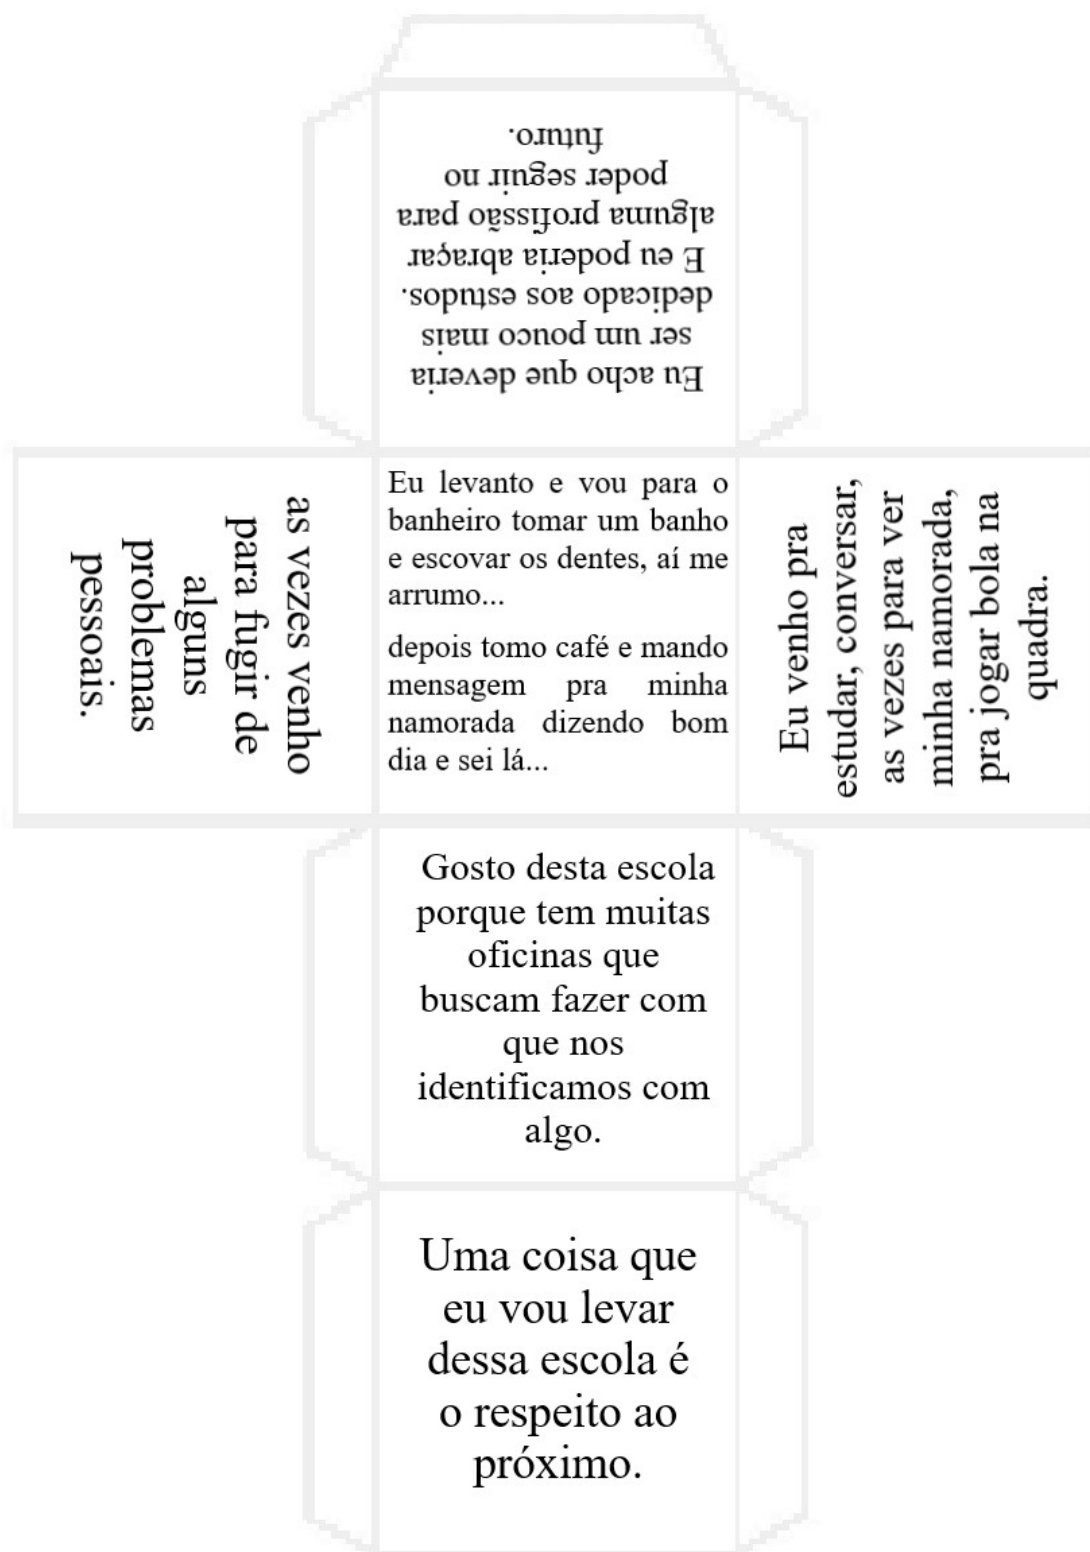 Eu acho que deveria
ser um pouco mais
dedicado aos estudos.
E eu poderia abraçar
alguma profissão para
poder seguir no
futuro.
as vezes venho
para fugir de
alguns
problemas
pessoais.
Eu levanto e vou para o
banheiro tomar um banho
e escovar os dentes, aí me
arrumo...
depois tomo café e mando
mensagem pra minha
namorada dizendo bom
dia e sei lá...
Eu venho pra
estudar, conversar,
as vezes para ver
minha namorada,
pra jogar bola na
quadra.
Gosto desta escola
porque tem muitas
oficinas que
buscam fazer com
que nos
identificamos com
algo.
Uma coisa que
eu vou levar
dessa escola é
o respeito ao
próximo.